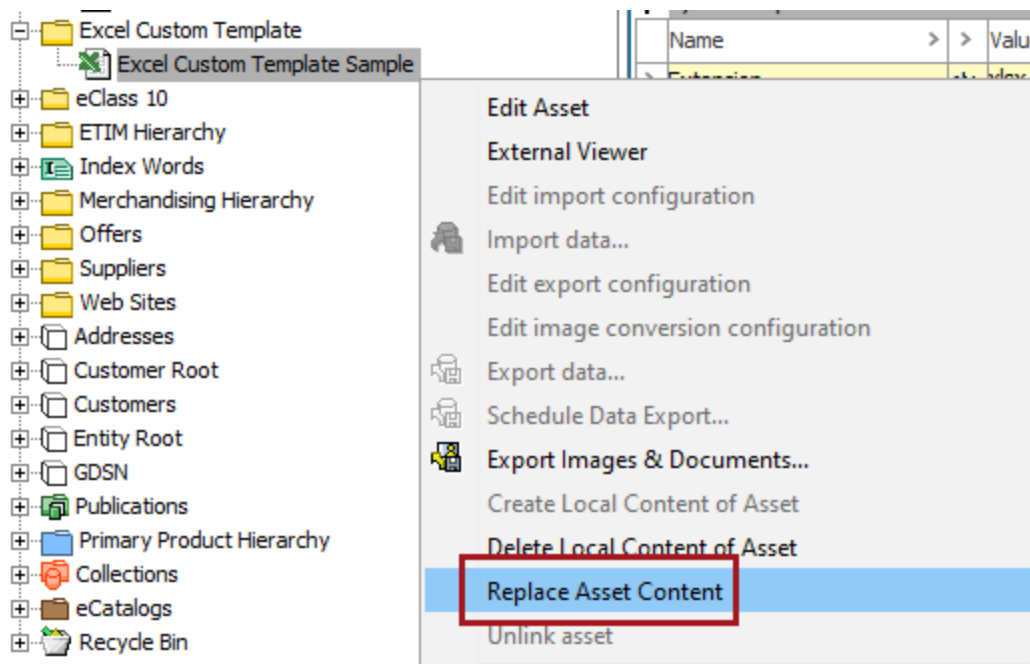 Excel Custom Template
Excel Custom Template Sample
eClass 10
ETIM Hierarchy
Index Words
Merchandising Hierarchy
Offers
Suppliers
Web Sites
Addresses
Customer Root
Customers
Entity Root
GDSN
Publications
Primary Product Hierarchy
Collections
eCatalogs
Recycle Bin
Name > > Valu
Edit Asset
External Viewer
Edit import configuration
Import data...
Edit export configuration
Edit image conversion configuration
Export data...
Schedule Data Export...
Export Images & Documents...
Create Local Content of Asset
Delete Local Content of Asset
Replace Asset Content
Unlink asset